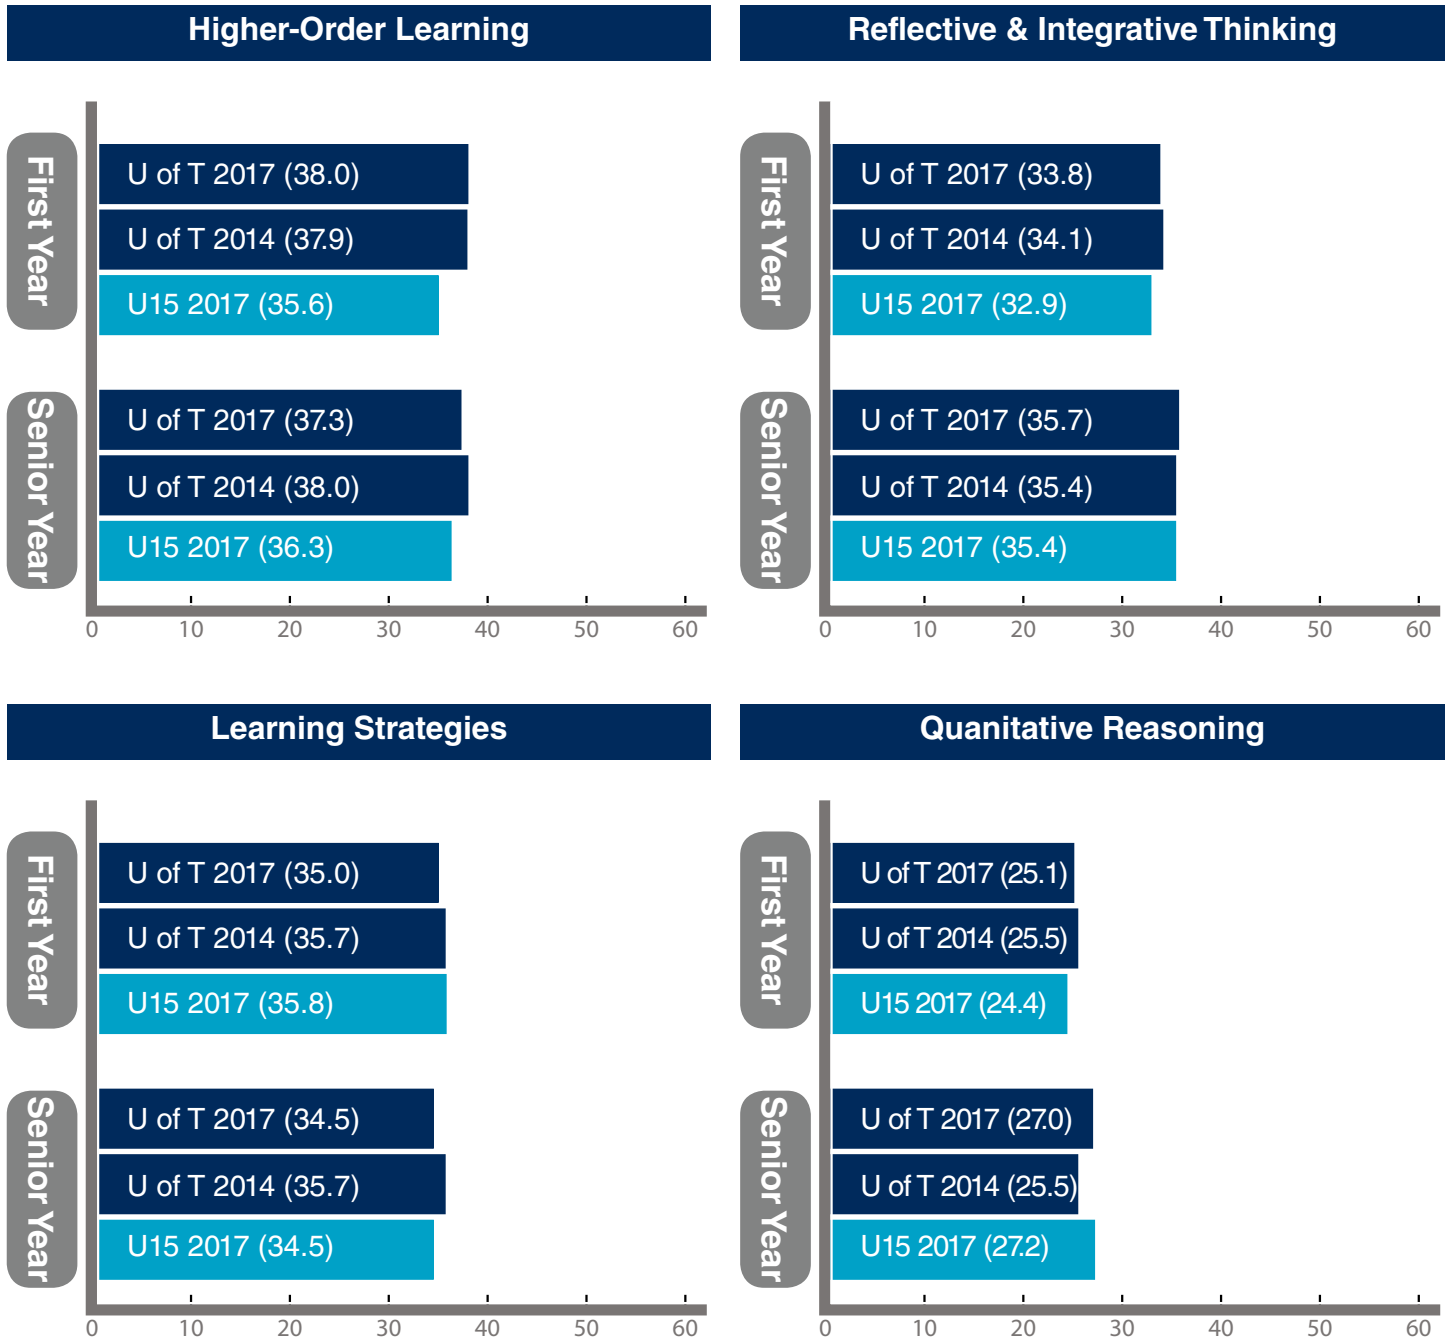 Higher-Order Learning
First Year
U of T 2017 (38.0)
U of T 2014 (37.9)
U15 2017 (35.6)
Senior Year
U of T 2017 (37.3)
U of T 2014 (38.0)
U15 2017 (36.3)
0 10 20 30 40 50 60
Reflective & Integrative Thinking
First Year
U of T 2017 (33.8)
U of T 2014 (34.1)
U15 2017 (32.9)
Senior Year
U of T 2017 (35.7)
U of T 2014 (35.4)
U15 2017 (35.4)
0 10 20 30 40 50 60
Learning Strategies
First Year
U of T 2017 (35.0)
U of T 2014 (35.7)
U15 2017 (35.8)
Senior Year
U of T 2017 (34.5)
U of T 2014 (35.7)
U15 2017 (34.5)
0 10 20 30 40 50 60
Quanitative Reasoning
First Year
U of T 2017 (25.1)
U of T 2014 (25.5)
U15 2017 (24.4)
Senior Year
U of T 2017 (27.0)
U of T 2014 (25.5)
U15 2017 (27.2)
0 10 20 30 40 50 60